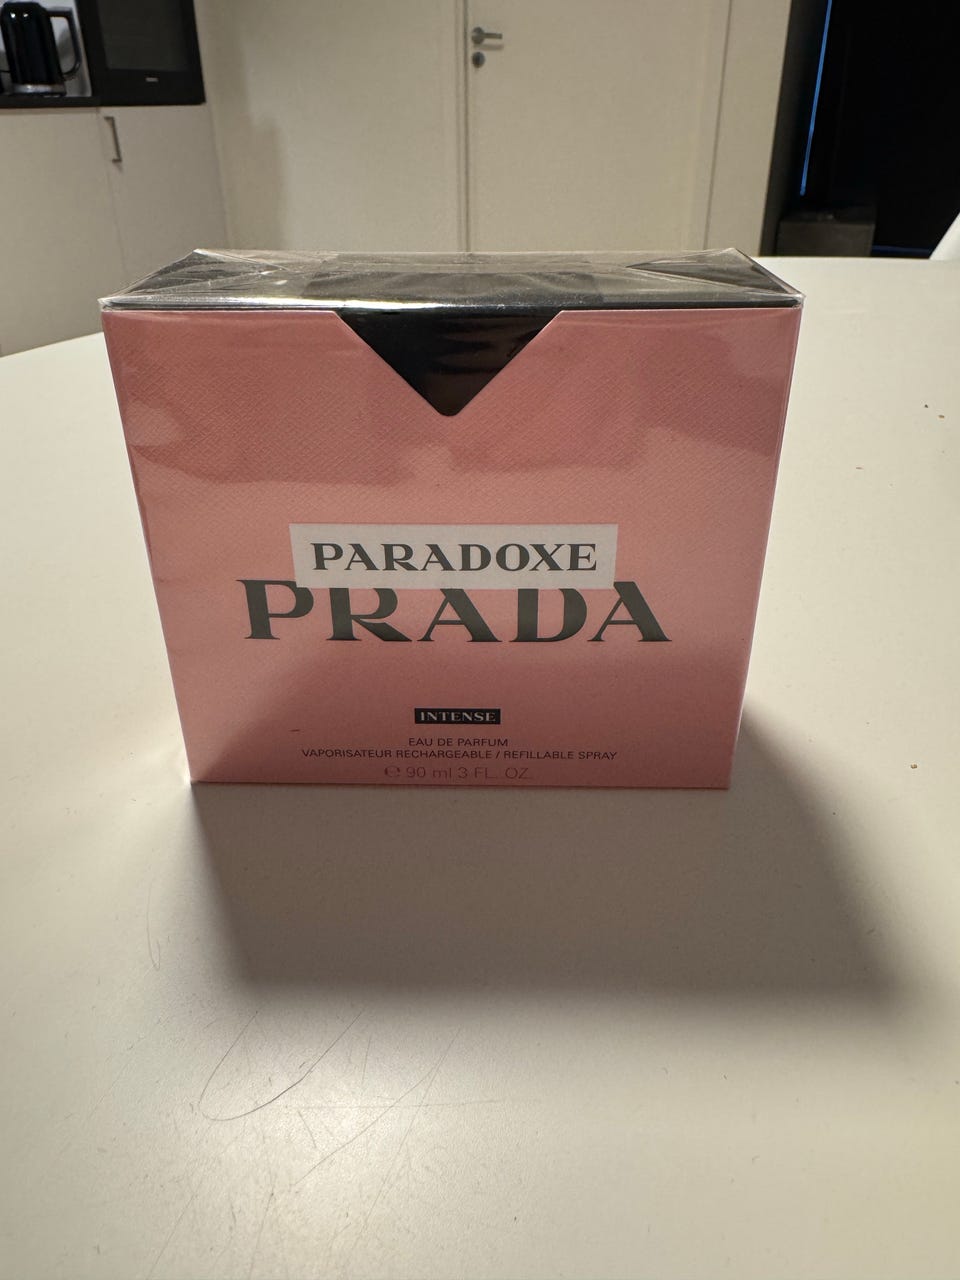 PARADOXE
PRADA
INTENSE
EAU DE PARFUM
VAPORISATEUR RECHARGEABLE / REFILLABLE SPRAY
℮ 90 ml 3 FL. OZ.